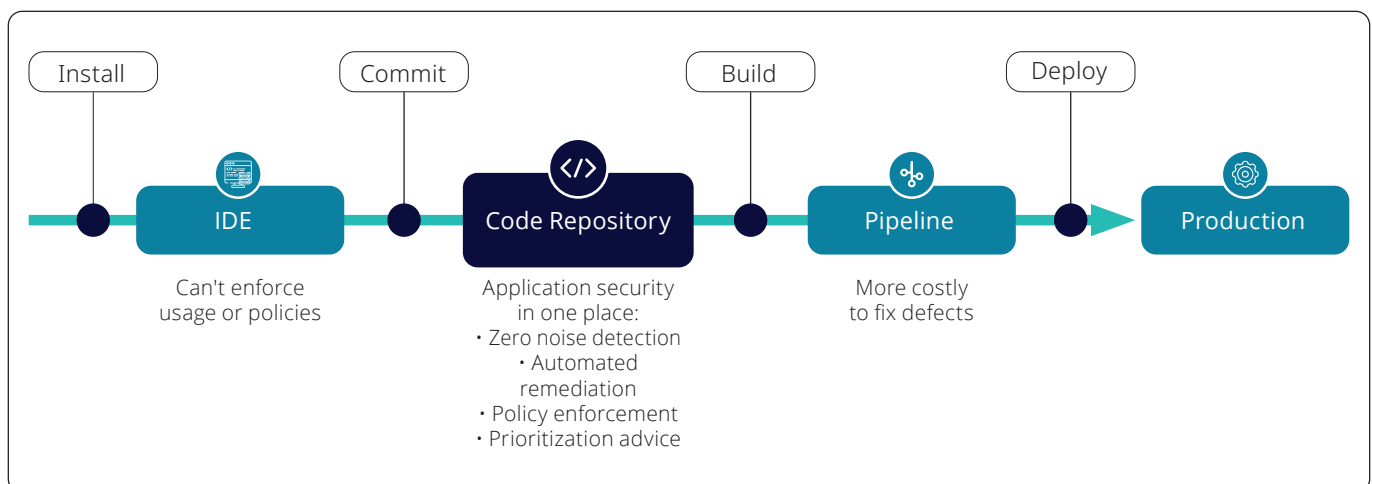 Install
Commit
Build
Deploy
IDE
Code Repository
Pipeline
Production
Can't enforce
usage or policies
Application security
in one place:
• Zero noise detection
• Automated
remediation
• Policy enforcement
• Prioritization advice
More costly
to fix defects